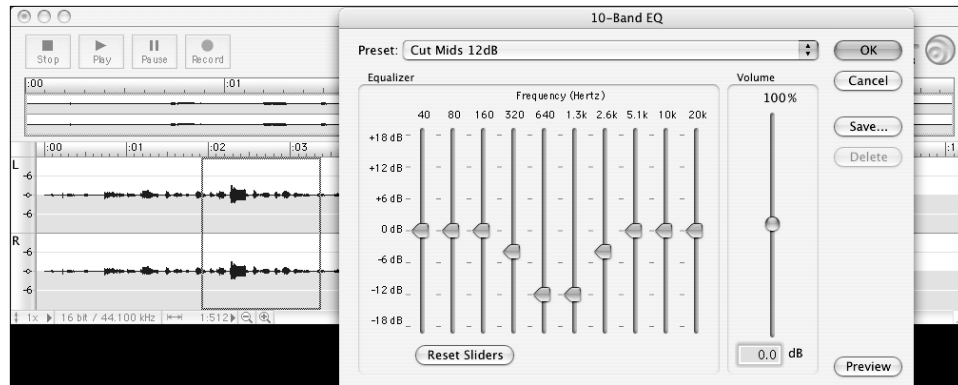 10-Band EQ
Stop Play Pause Record
Preset: Cut Mids 12dB
OK
Cancel
Save...
Delete
Equalizer
Volume
Frequency (Hertz)
100%
40 80 160 320 640 1.3k 2.6k 5.1k 10k 20k
+18 dB
+12 dB
+6 dB
0 dB
-6 dB
-12 dB
-18 dB
Reset Sliders
0.0 dB
Preview
:00 :01
:00 :01 :02 :03
L
-6
-0-
-6
R
-6
-0-
-6
1x 16 bit / 44.100 kHz 1:512